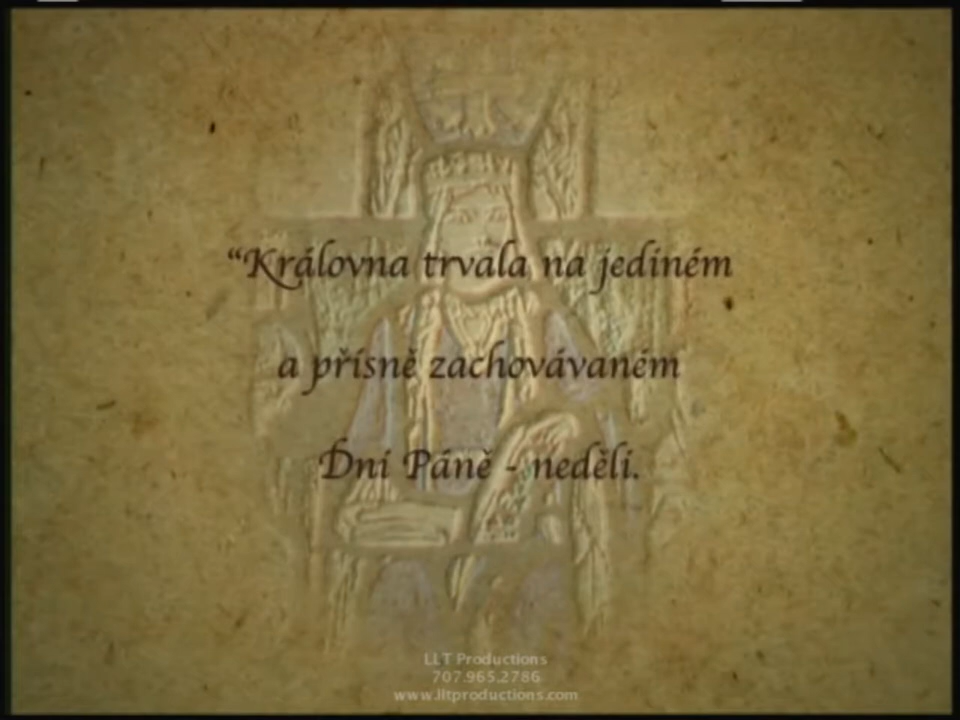 “Královna trvala na jediném
a přísně zachovávaném
Dni Páně - neděli.
LLT Productions
707.965.2786
www.lltproductions.com